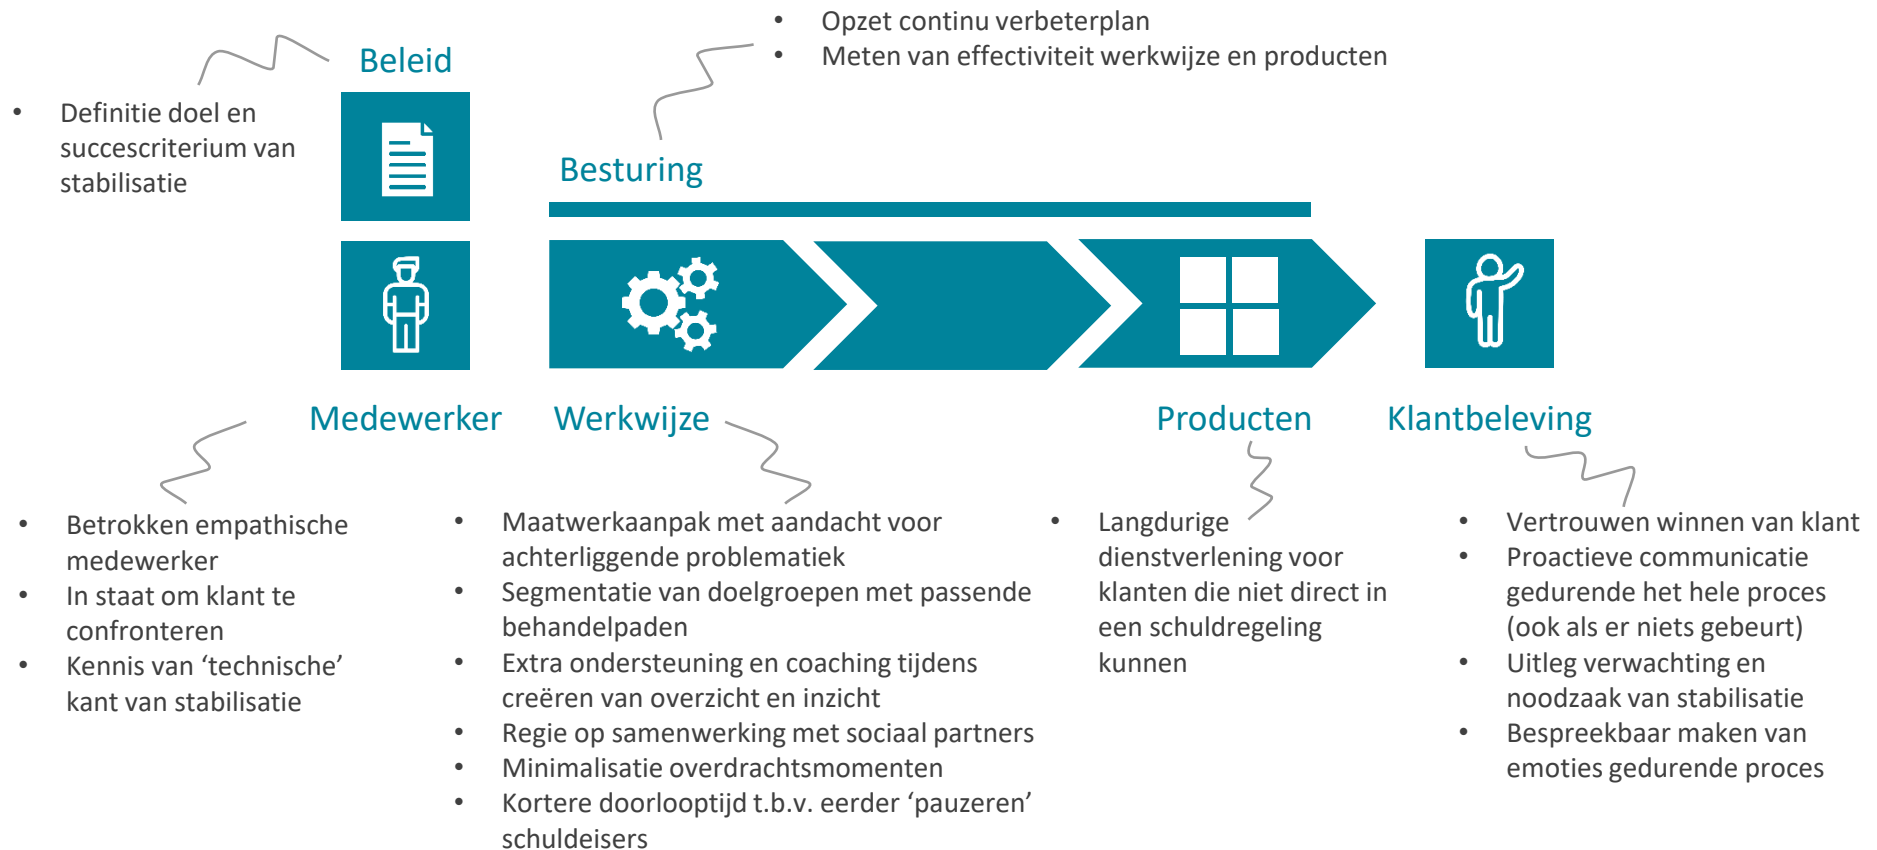 • Opzet continu verbeterplan
• Meten van effectiviteit werkwijze en producten
Beleid
• Definitie doel en
succescriterium van
stabilisatie
Besturing
Medewerker
Werkwijze
Producten
Klantbeleving
• Betrokken empathische
medewerker
• In staat om klant te
confronteren
• Kennis van ‘technische’
kant van stabilisatie
• Maatwerkaanpak met aandacht voor
achterliggende problematiek
• Segmentatie van doelgroepen met passende
behandelpaden
• Extra ondersteuning en coaching tijdens
creëren van overzicht en inzicht
• Regie op samenwerking met sociaal partners
• Minimalisatie overdrachtsmomenten
• Kortere doorlooptijd t.b.v. eerder ‘pauzeren’
schuldeisers
• Langdurige
dienstverlening voor
klanten die niet direct in
een schuldregeling
kunnen
• Vertrouwen winnen van klant
• Proactieve communicatie
gedurende het hele proces
(ook als er niets gebeurt)
• Uitleg verwachting en
noodzaak van stabilisatie
• Bespreekbaar maken van
emoties gedurende proces